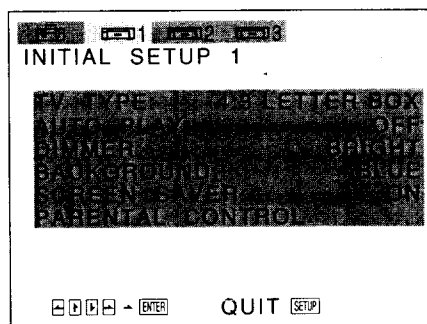 1 2 3
INITIAL SETUP 1
TV TYPE 4:3 LETTER BOX
AUTO PLAY OFF
DIMMER BRIGHT
BACKGROUND BLUE
SCREEN SAVER ON
PARENTAL CONTROL
ENTER QUIT SETUP